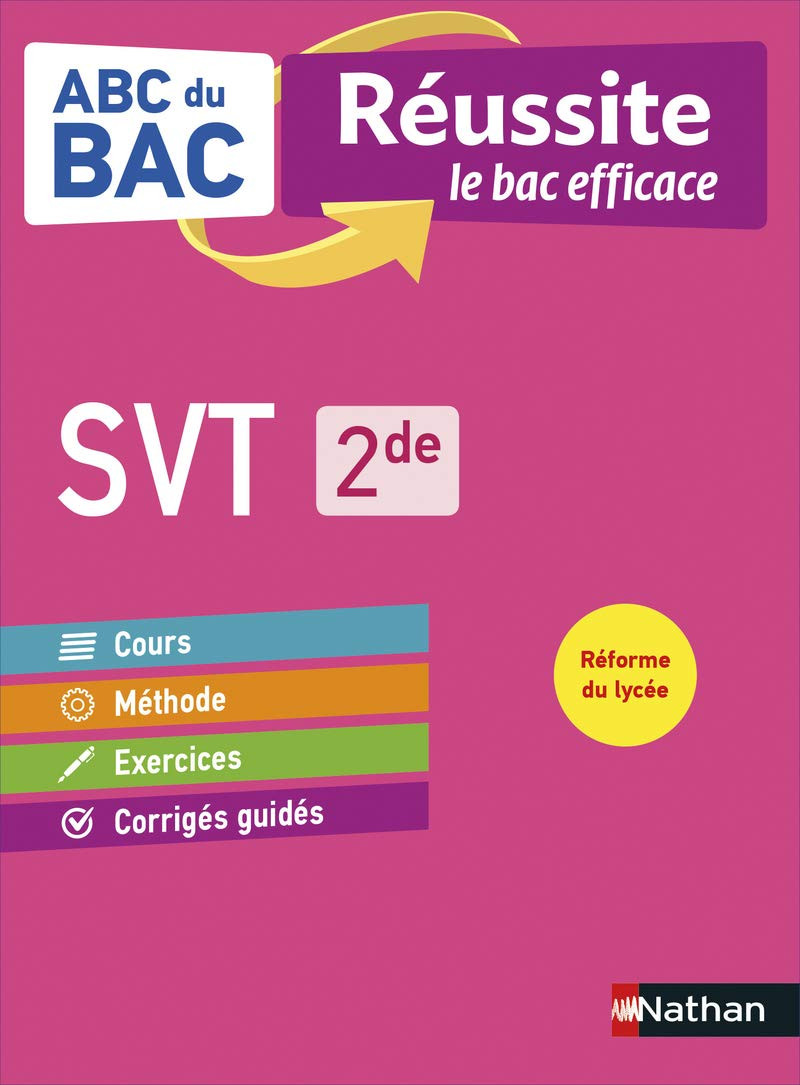 ABC du
BAC
Réussite
le bac efficace
SVT 2de
Cours
Méthode
Exercices
Corrigés guidés
Réforme
du lycée
Nathan